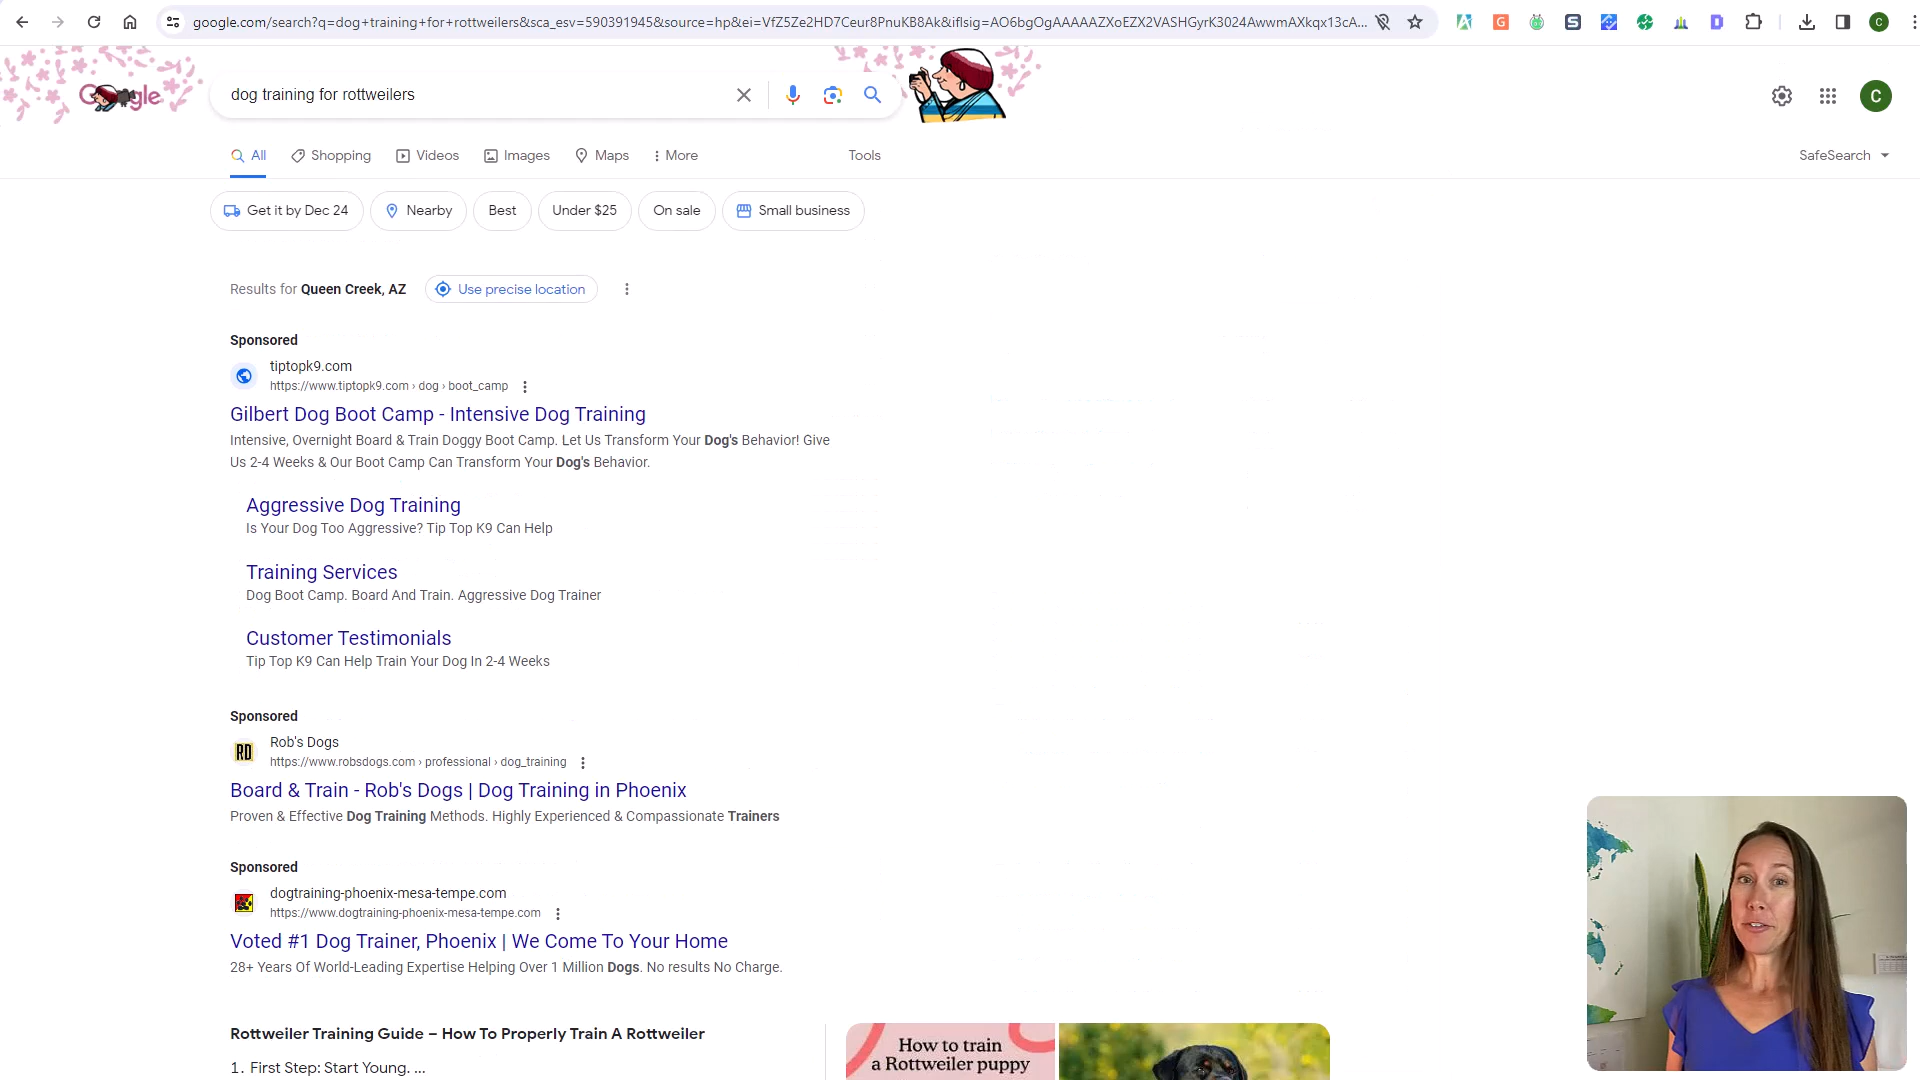 google.com/search?q=dog+training+for+rottweilers&sca_esv=590391945&source=hp&ei=VfZ5Ze2HD7Ceur8PnuKB8Ak&iflsig=AO6bgOgAAAAAZXoEZX2VASHGyrK3024AwwmAXkqx13cA...
dog training for rottweilers
C
All
Shopping
Videos
Images
Maps
More
Tools
SafeSearch
Get it by Dec 24
Nearby
Best
Under $25
On sale
Small business
Results for Queen Creek, AZ
Use precise location
Sponsored
tiptopk9.com
https://www.tiptopk9.com › dog › boot_camp
Gilbert Dog Boot Camp - Intensive Dog Training
Intensive, Overnight Board & Train Doggy Boot Camp. Let Us Transform Your Dog's Behavior! Give
Us 2-4 Weeks & Our Boot Camp Can Transform Your Dog's Behavior.
Aggressive Dog Training
Is Your Dog Too Aggressive? Tip Top K9 Can Help
Training Services
Dog Boot Camp. Board And Train. Aggressive Dog Trainer
Customer Testimonials
Tip Top K9 Can Help Train Your Dog In 2-4 Weeks
Sponsored
RD
Rob's Dogs
https://www.robsdogs.com › professional › dog_training
Board & Train - Rob's Dogs | Dog Training in Phoenix
Proven & Effective Dog Training Methods. Highly Experienced & Compassionate Trainers
Sponsored
dogtraining-phoenix-mesa-tempe.com
https://www.dogtraining-phoenix-mesa-tempe.com
Voted #1 Dog Trainer, Phoenix | We Come To Your Home
28+ Years Of World-Leading Expertise Helping Over 1 Million Dogs. No results No Charge.
Rottweiler Training Guide – How To Properly Train A Rottweiler
1. First Step: Start Young. ...
How to train
a Rottweiler puppy